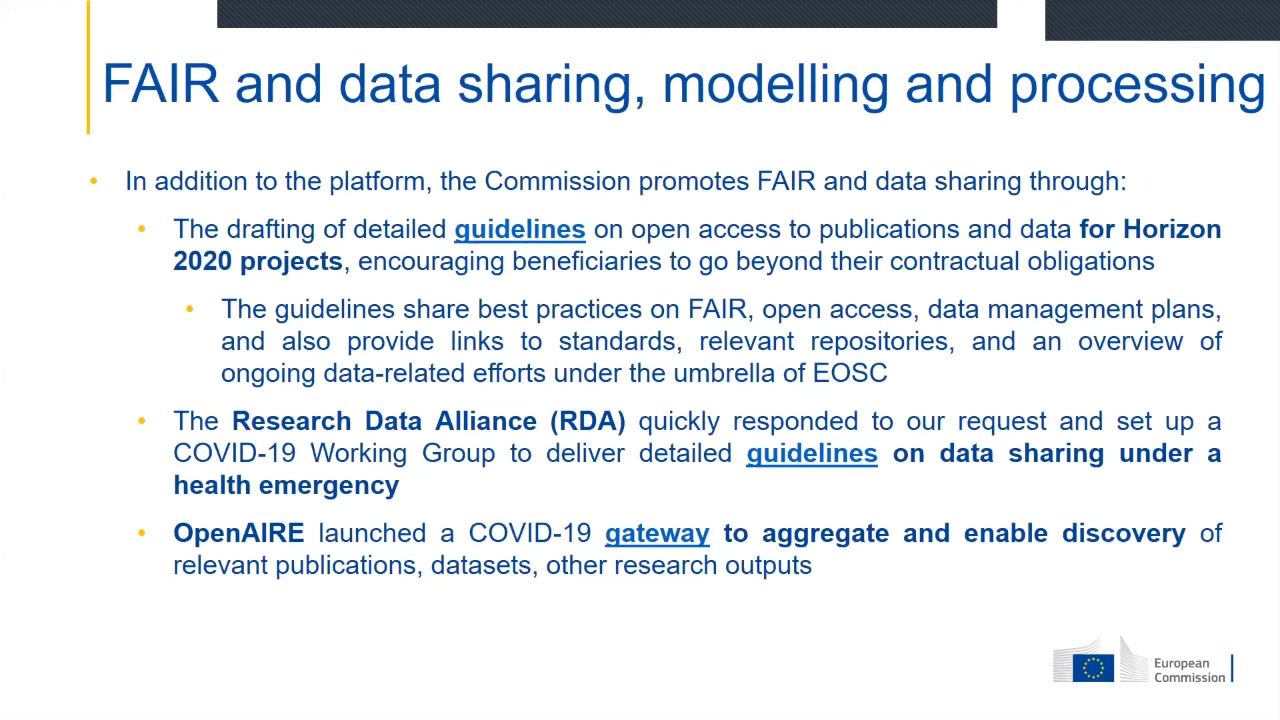 FAIR and data sharing, modelling and processing
• In addition to the platform, the Commission promotes FAIR and data sharing through:
• The drafting of detailed guidelines on open access to publications and data for Horizon
2020 projects, encouraging beneficiaries to go beyond their contractual obligations
• The guidelines share best practices on FAIR, open access, data management plans,
and also provide links to standards, relevant repositories, and an overview of
ongoing data-related efforts under the umbrella of EOSC
• The Research Data Alliance (RDA) quickly responded to our request and set up a
COVID-19 Working Group to deliver detailed guidelines on data sharing under a
health emergency
• OpenAIRE launched a COVID-19 gateway to aggregate and enable discovery of
relevant publications, datasets, other research outputs
European
Commission